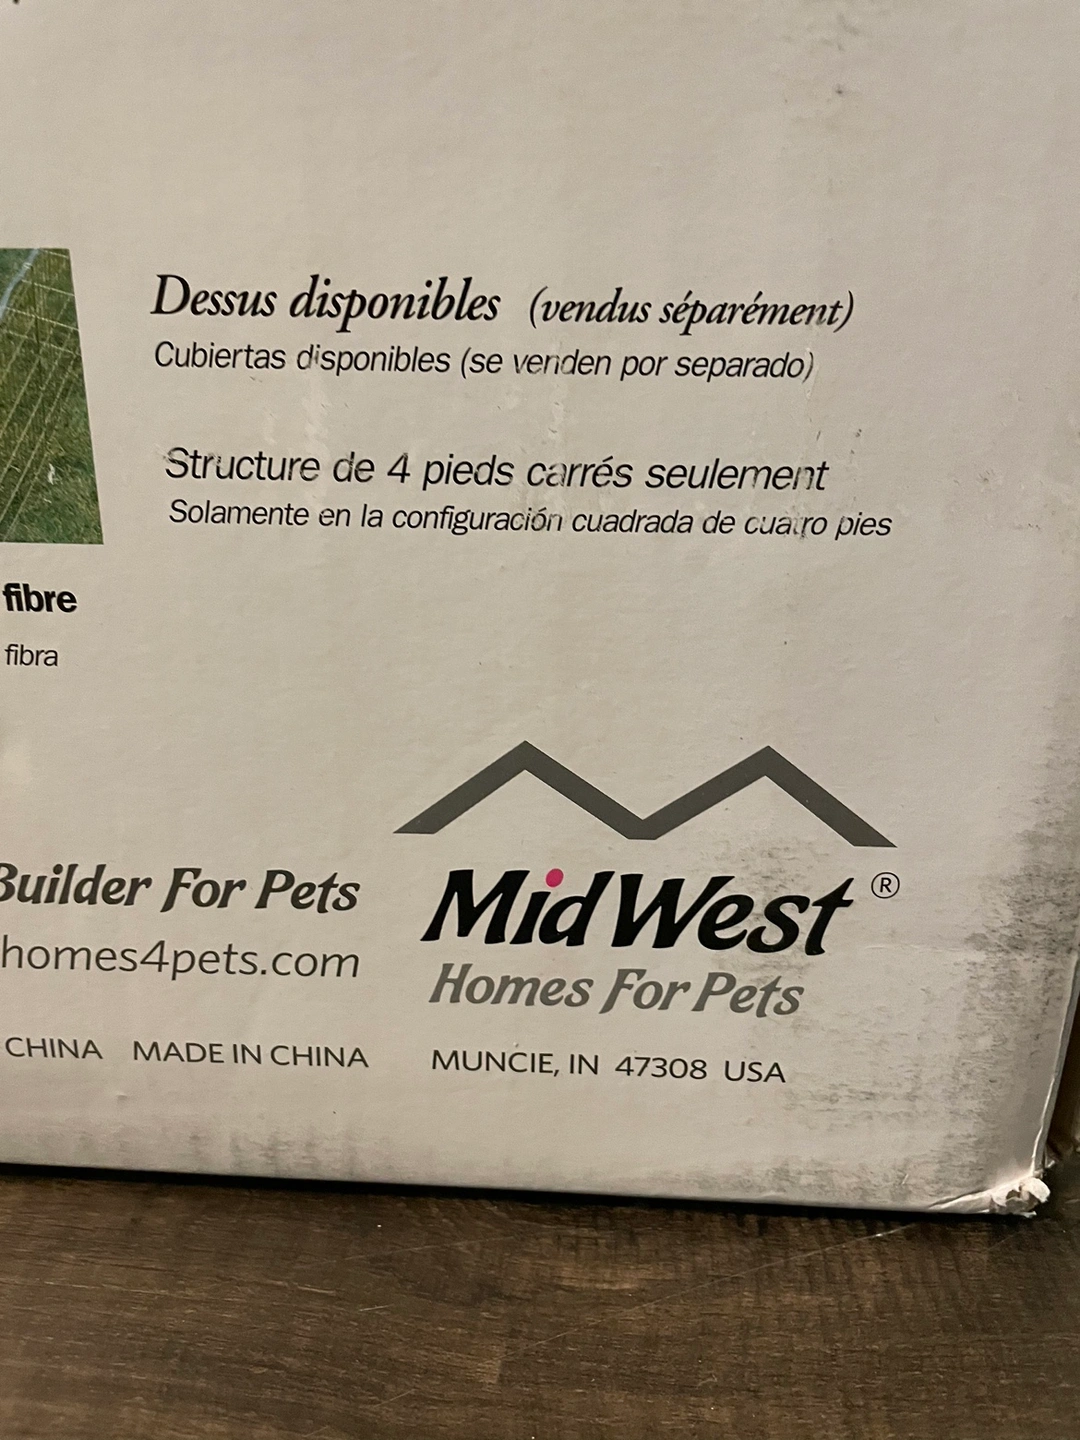 Dessus disponibles (vendus séparément)
Cubiertas disponibles (se venden por separado)
Structure de 4 pieds carrés seulement
Solamente en la configuración cuadrada de cuatro pies
fibre
fibra
Builder For Pets
homes4pets.com
CHINA MADE IN CHINA
MidWest ®
Homes For Pets
MUNCIE, IN 47308 USA